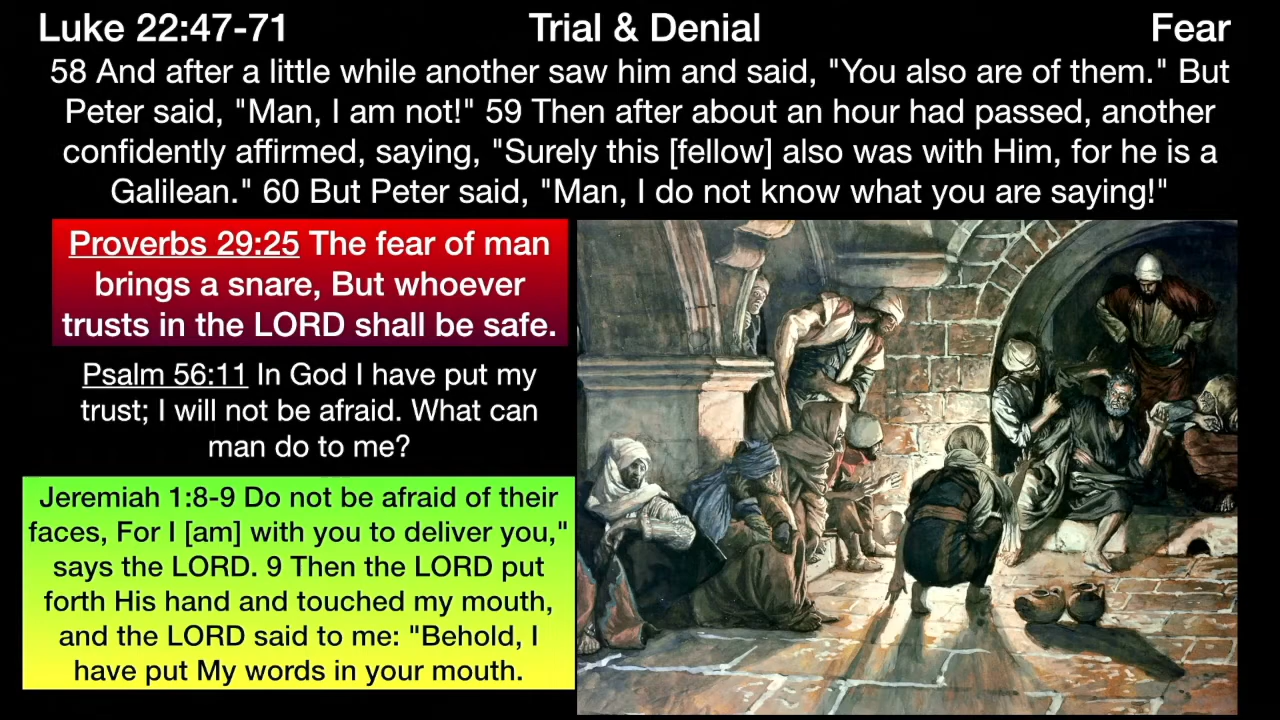 Luke 22:47-71 Trial & Denial Fear
58 And after a little while another saw him and said, "You also are of them." But
Peter said, "Man, I am not!" 59 Then after about an hour had passed, another
confidently affirmed, saying, "Surely this [fellow] also was with Him, for he is a
Galilean." 60 But Peter said, "Man, I do not know what you are saying!"
Proverbs 29:25 The fear of man
brings a snare, But whoever
trusts in the LORD shall be safe.
Psalm 56:11 In God I have put my
trust; I will not be afraid. What can
man do to me?
Jeremiah 1:8-9 Do not be afraid of their
faces, For I [am] with you to deliver you,"
says the LORD. 9 Then the LORD put
forth His hand and touched my mouth,
and the LORD said to me: "Behold, I
have put My words in your mouth.